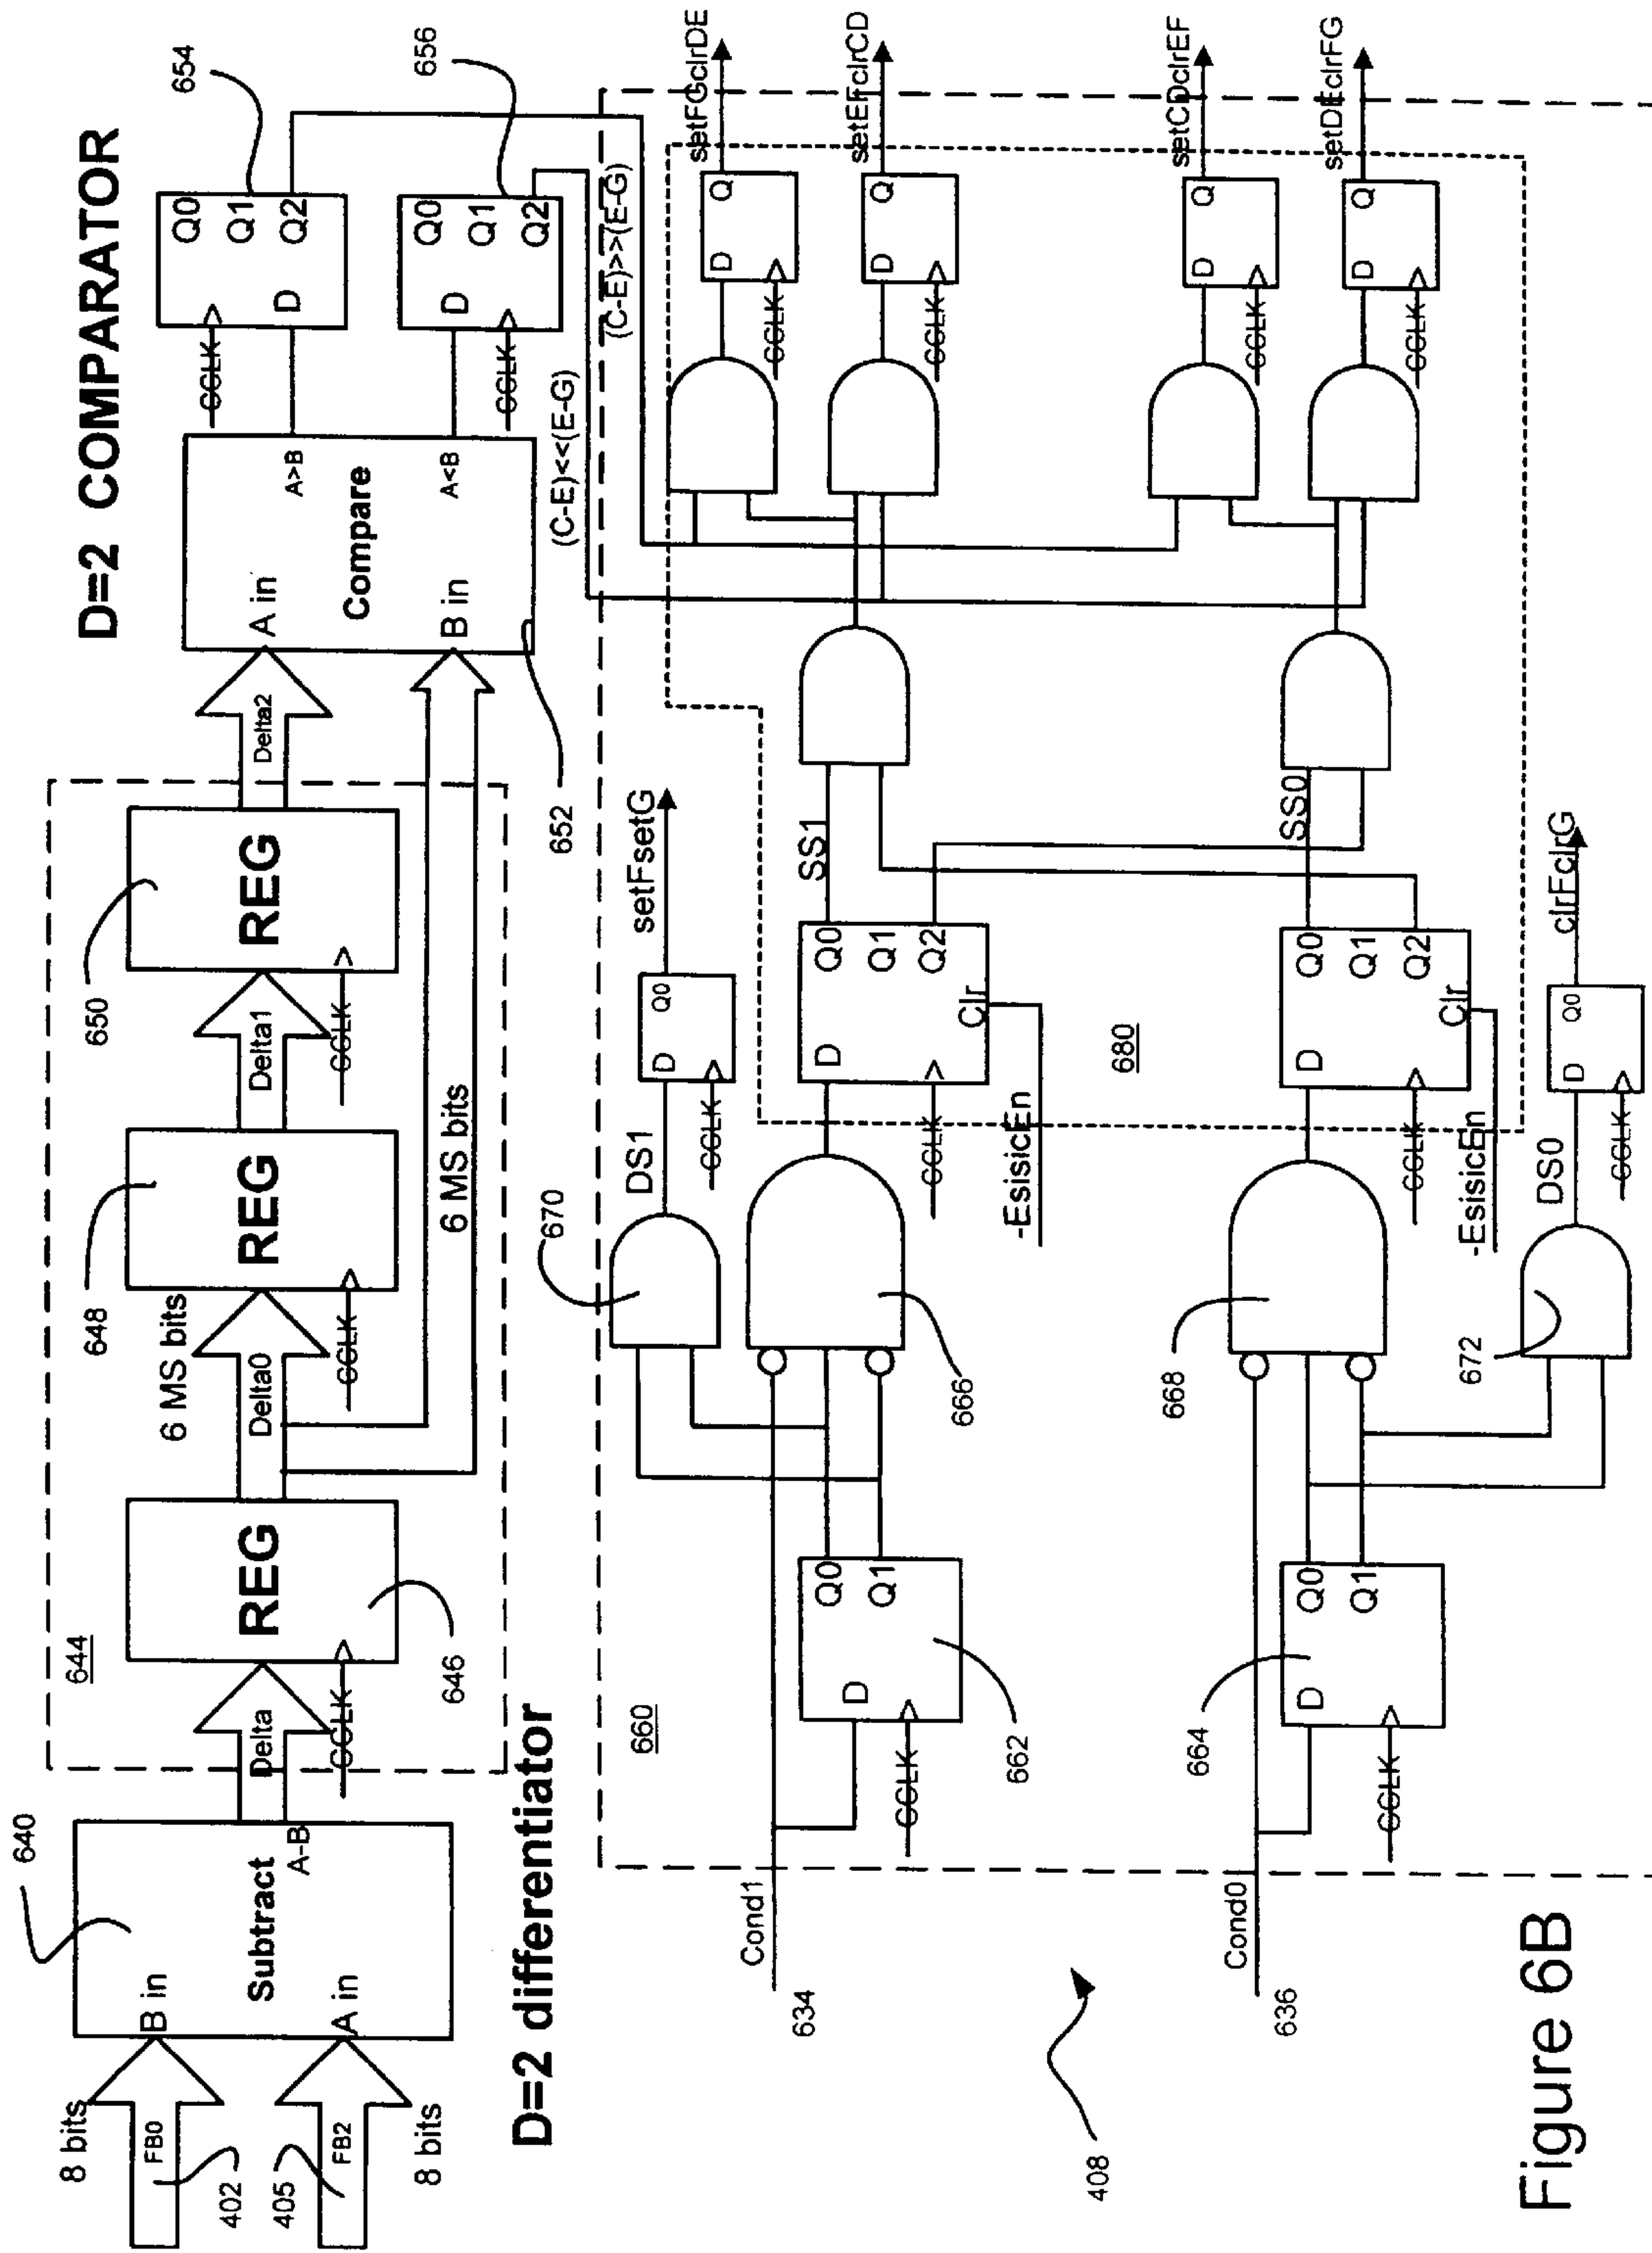 D=2 COMPARATOR
D=2 differentiator
8 bits
FB0
402
405
FB2
8 bits
640
B in
A in
Subtract
A-B
644
Delta
CCLK
REG
646
Delta0
6 MS bits
648
CCLK
REG
Delta1
650
CCLK
REG
Delta2
6 MS bits
A in
B in
Compare
A>B
A<B
652
CCLK
D
Q0
Q1
Q2
654
CCLK
D
Q0
Q1
Q2
656
(C-E)<<(E-G)
(C-E)>>(E-G)
660
Cond1
634
D
Q0
Q1
CCLK
662
670
DS1
D
Q0
CCLK
setFsetG
666
D
Q0
Q1
Q2
CCLK
Clr
-EsisicEn
SS1
680
Cond0
636
D
Q0
Q1
CCLK
664
668
D
Q0
Q1
Q2
CCLK
Clr
-EsisicEn
SS0
672
DS0
D
Q0
CCLK
clrFclrG
D
Q
CCLK
setFGclrDE
D
Q
CCLK
setEFclrCD
D
Q
CCLK
setCDclrEF
D
Q
CCLK
setDEclrFG
408
Figure 6B